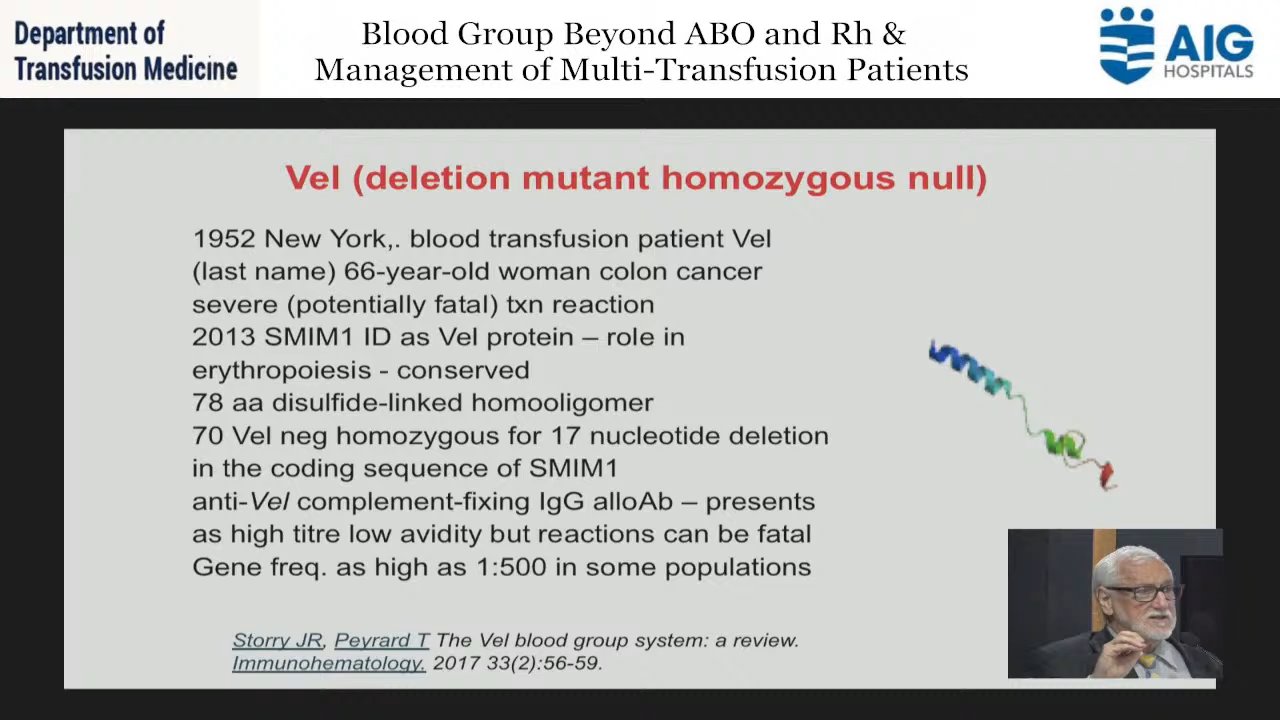 Department of
Transfusion Medicine
Blood Group Beyond ABO and Rh &
Management of Multi-Transfusion Patients
AIG
HOSPITALS
Vel (deletion mutant homozygous null)
1952 New York,. blood transfusion patient Vel
(last name) 66-year-old woman colon cancer
severe (potentially fatal) txn reaction
2013 SMIM1 ID as Vel protein – role in
erythropoiesis - conserved
78 aa disulfide-linked homooligomer
70 Vel neg homozygous for 17 nucleotide deletion
in the coding sequence of SMIM1
anti-Vel complement-fixing IgG alloAb – presents
as high titre low avidity but reactions can be fatal
Gene freq. as high as 1:500 in some populations
Storry JR, Peyrard T The Vel blood group system: a review.
Immunohematology. 2017 33(2):56-59.